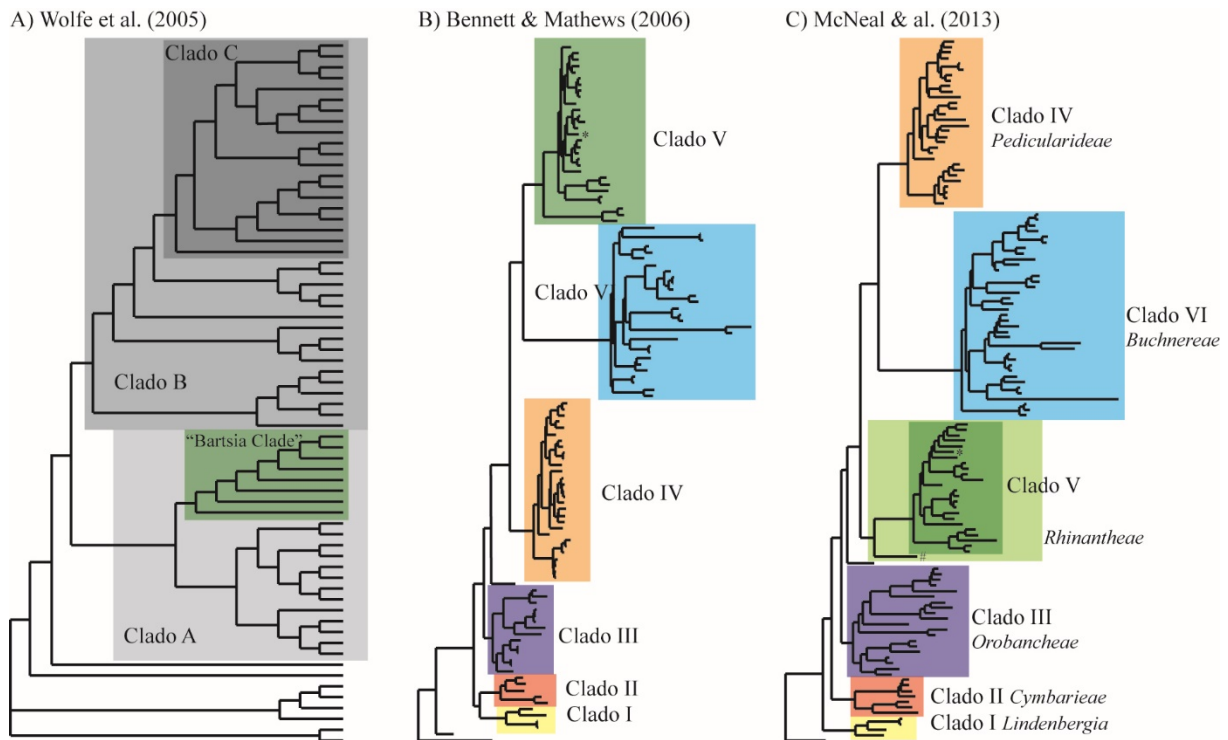 A) Wolfe et al. (2005)
Clado C
Clado B
"Bartsia Clade"
Clado A
B) Bennett & Mathews (2006)
*
Clado V
Clado V
Clado IV
Clado III
Clado II
Clado I
C) McNeal & al. (2013)
Clado IV
Pedicularideae
Clado VI
Buchnereae
*
Clado V
Rhinantheae
#
Clado III
Orobancheae
Clado II Cymbarieae
Clado I Lindenbergia